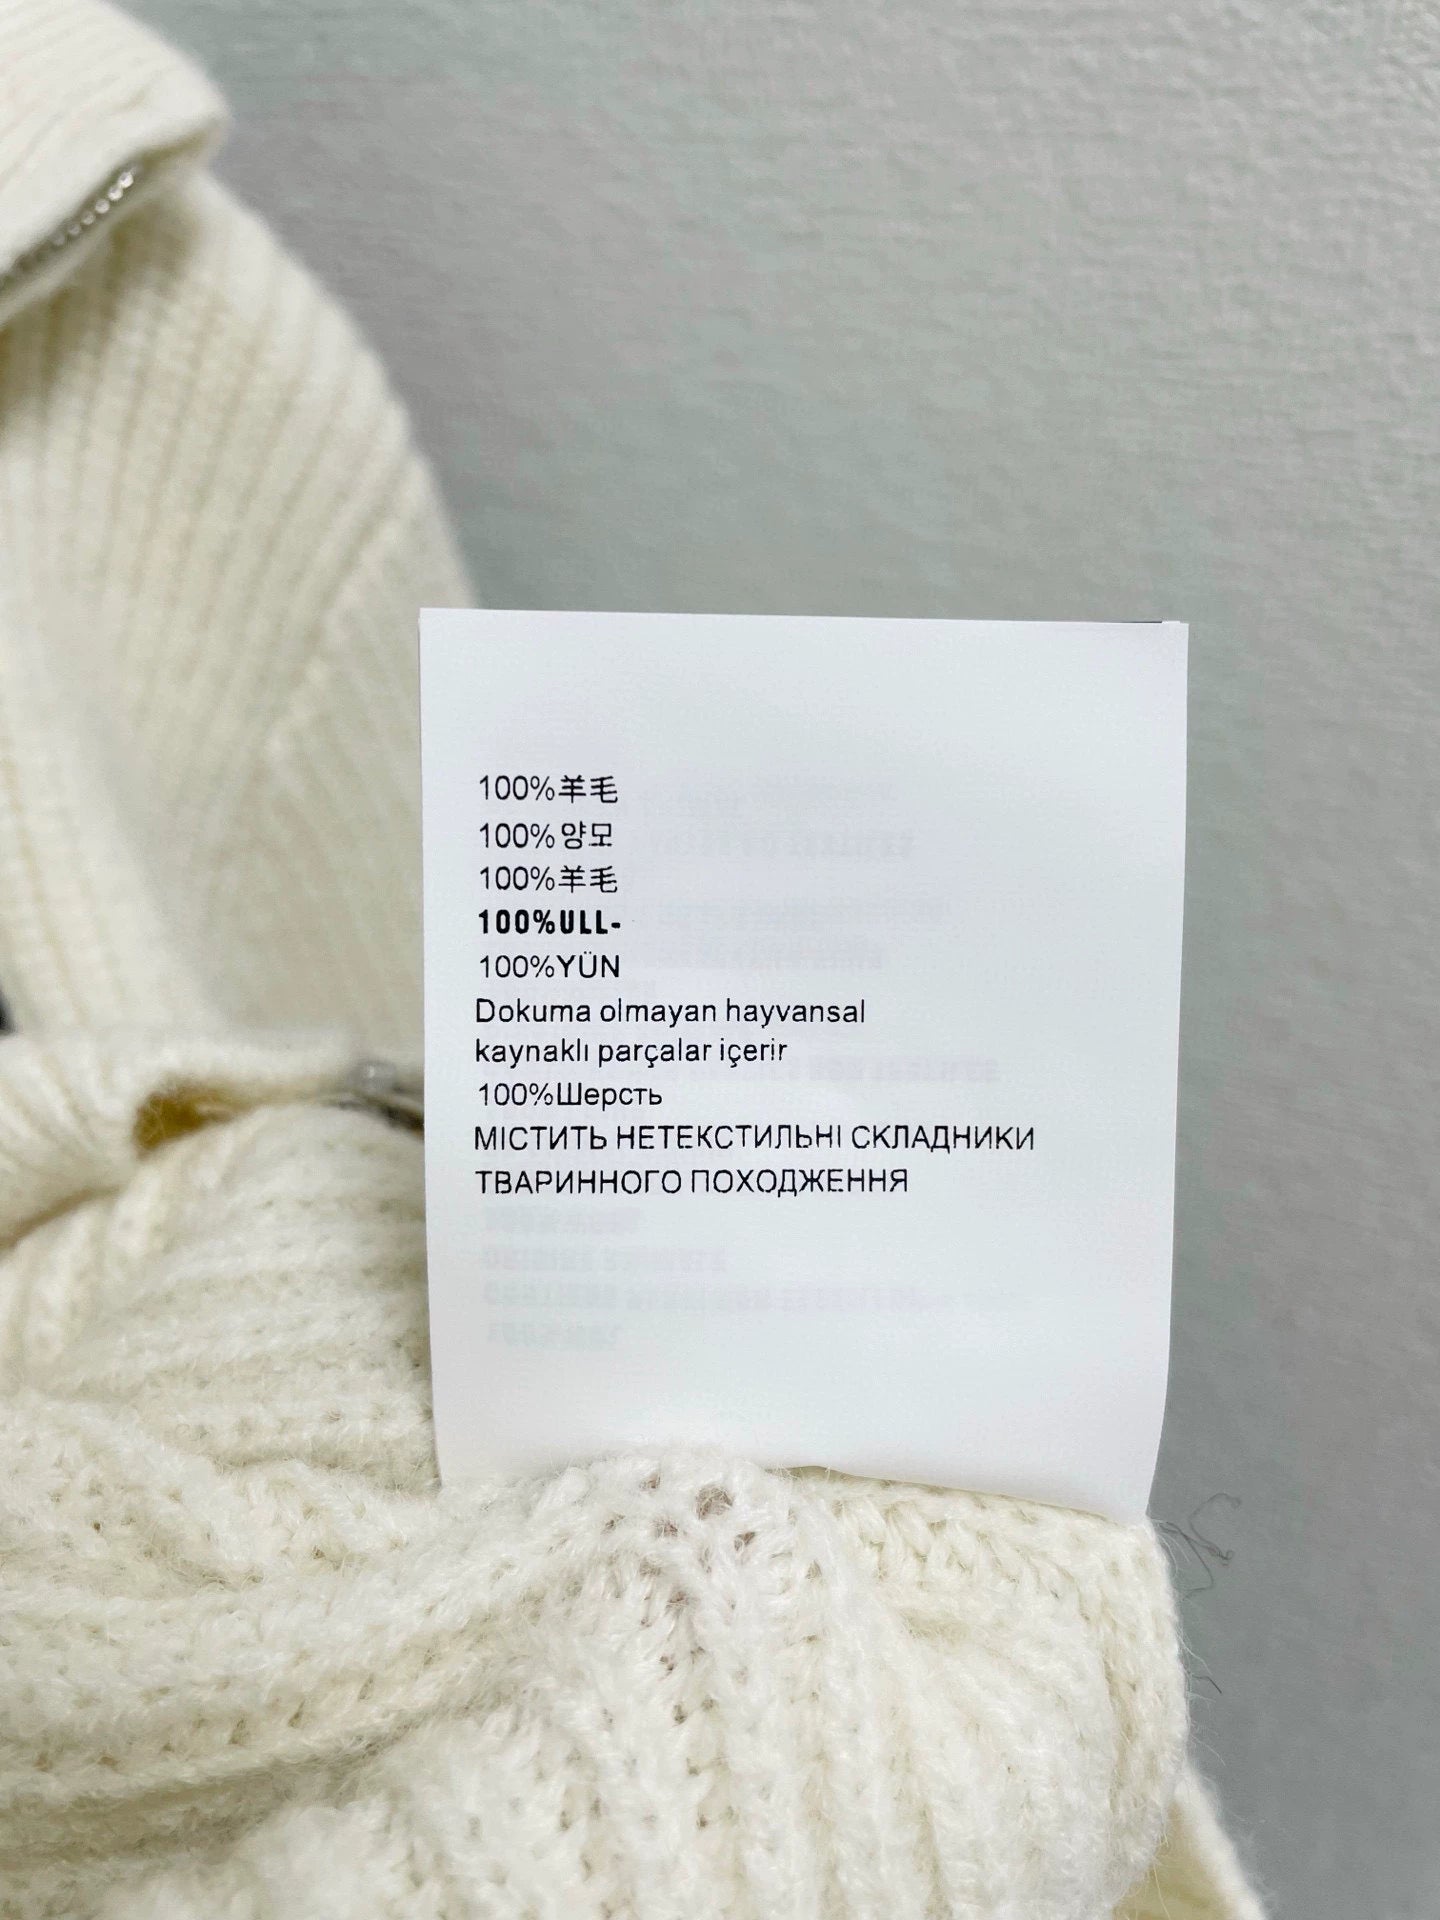 100%羊毛
100%양모
100%羊毛
100%ULL-
100%YÜN
Dokuma olmayan hayvansal
kaynaklı parçalar içerir
100%Шерсть
МІСТИТЬ НЕТЕКСТИЛЬНІ СКЛАДНИКИ
ТВАРИННОГО ПОХОДЖЕННЯ